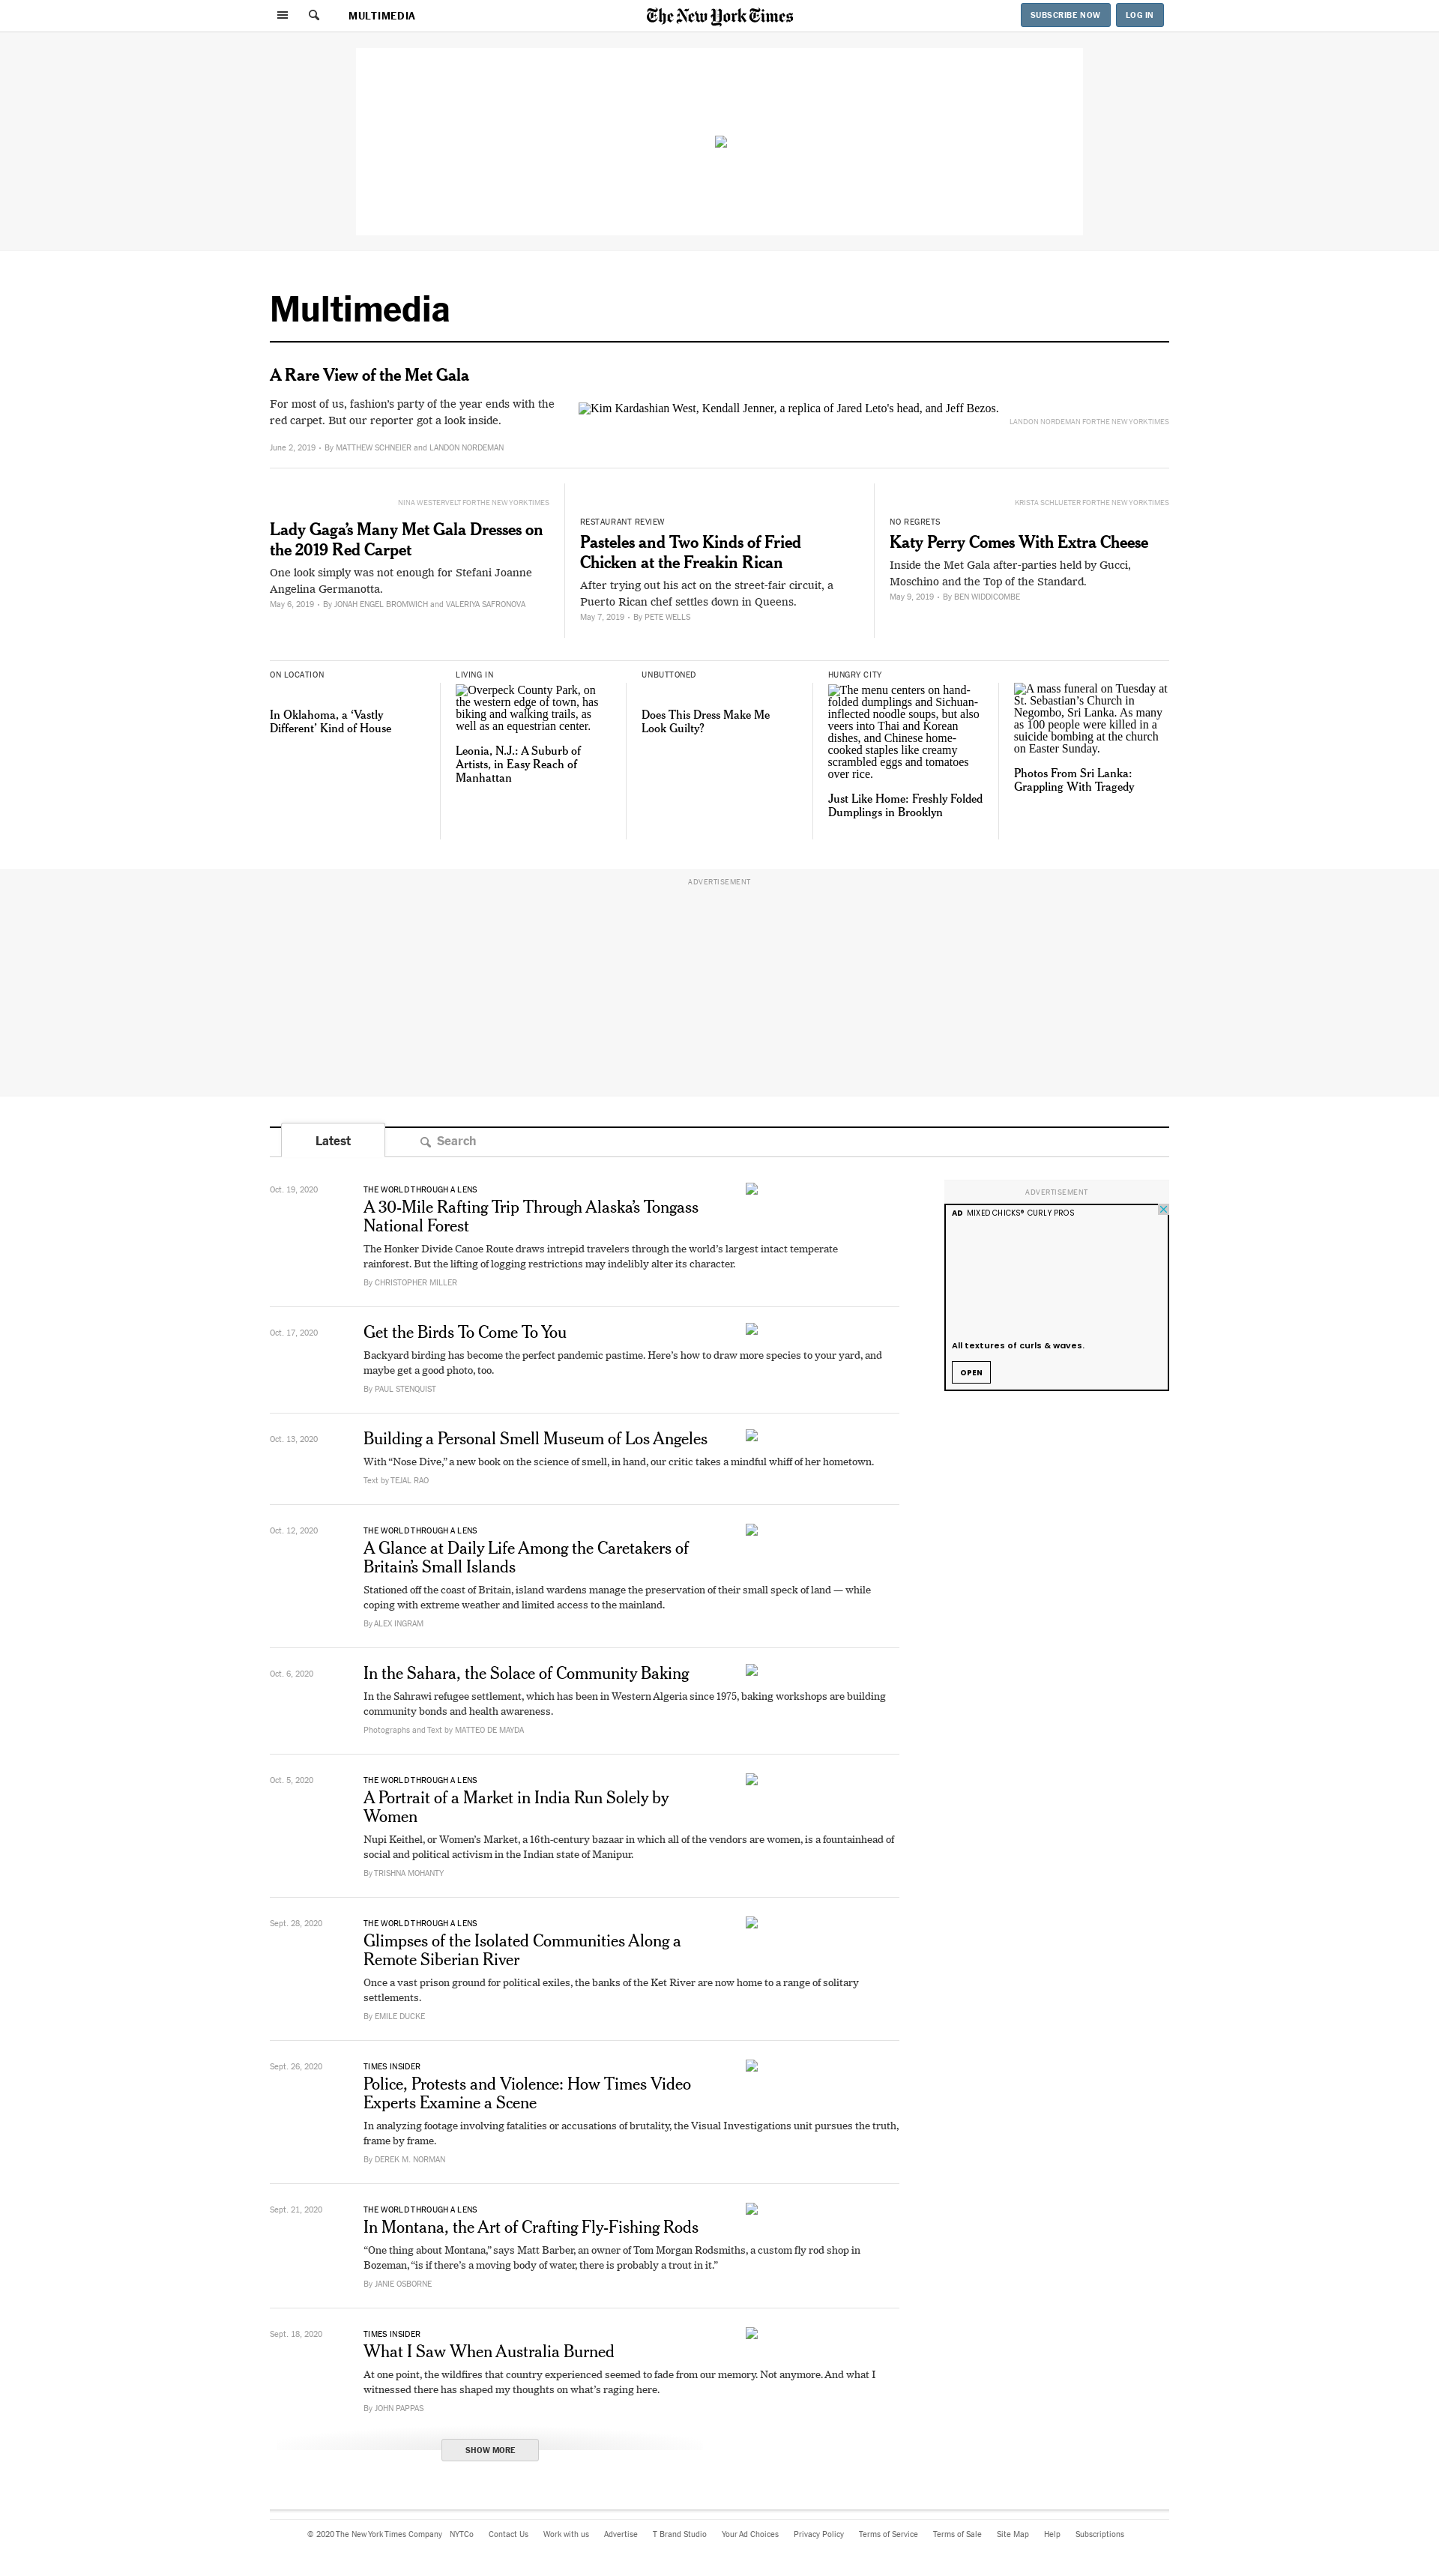 MULTIMEDIA
The New York Times
SUBSCRIBE NOW
LOG IN
Multimedia
A Rare View of the Met Gala
For most of us, fashion's party of the year ends with the
red carpet. But our reporter got a look inside.
June 2, 2019 • By MATTHEW SCHNEIER and LANDON NORDEMAN
Kim Kardashian West, Kendall Jenner, a replica of Jared Leto's head, and Jeff Bezos.
LANDON NORDEMAN FOR THE NEW YORK TIMES
NINA WESTERVELT FOR THE NEW YORK TIMES
Lady Gaga's Many Met Gala Dresses on
the 2019 Red Carpet
One look simply was not enough for Stefani Joanne
Angelina Germanotta.
May 6, 2019 • By JONAH ENGEL BROMWICH and VALERIYA SAFRONOVA
RESTAURANT REVIEW
Pasteles and Two Kinds of Fried
Chicken at the Freakin Rican
After trying out his act on the street-fair circuit, a
Puerto Rican chef settles down in Queens.
May 7, 2019 • By PETE WELLS
KRISTA SCHLUETER FOR THE NEW YORK TIMES
NO REGRETS
Katy Perry Comes With Extra Cheese
Inside the Met Gala after-parties held by Gucci,
Moschino and the Top of the Standard.
May 9, 2019 • By BEN WIDDICOMBE
ON LOCATION
In Oklahoma, a ‘Vastly
Different’ Kind of House
LIVING IN
Overpeck County Park, on
the western edge of town, has
biking and walking trails, as
well as an equestrian center.
Leonia, N.J.: A Suburb of
Artists, in Easy Reach of
Manhattan
UNBUTTONED
Does This Dress Make Me
Look Guilty?
HUNGRY CITY
The menu centers on hand-
folded dumplings and Sichuan-
inflected noodle soups, but also
veers into Thai and Korean
dishes, and Chinese home-
cooked staples like creamy
scrambled eggs and tomatoes
over rice.
Just Like Home: Freshly Folded
Dumplings in Brooklyn
A mass funeral on Tuesday at
St. Sebastian’s Church in
Negombo, Sri Lanka. As many
as 100 people were killed in a
suicide bombing at the church
on Easter Sunday.
Photos From Sri Lanka:
Grappling With Tragedy
ADVERTISEMENT
Latest
Search
Oct. 19, 2020
THE WORLD THROUGH A LENS
A 30-Mile Rafting Trip Through Alaska’s Tongass
National Forest
The Honker Divide Canoe Route draws intrepid travelers through the world’s largest intact temperate
rainforest. But the lifting of logging restrictions may indelibly alter its character.
By CHRISTOPHER MILLER
ADVERTISEMENT
AD MIXED CHICKS® CURLY PROS
All textures of curls & waves.
OPEN
Oct. 17, 2020
Get the Birds To Come To You
Backyard birding has become the perfect pandemic pastime. Here’s how to draw more species to your yard, and
maybe get a good photo, too.
By PAUL STENQUIST
Oct. 13, 2020
Building a Personal Smell Museum of Los Angeles
With “Nose Dive,” a new book on the science of smell, in hand, our critic takes a mindful whiff of her hometown.
Text by TEJAL RAO
Oct. 12, 2020
THE WORLD THROUGH A LENS
A Glance at Daily Life Among the Caretakers of
Britain’s Small Islands
Stationed off the coast of Britain, island wardens manage the preservation of their small speck of land — while
coping with extreme weather and limited access to the mainland.
By ALEX INGRAM
Oct. 6, 2020
In the Sahara, the Solace of Community Baking
In the Sahrawi refugee settlement, which has been in Western Algeria since 1975, baking workshops are building
community bonds and health awareness.
Photographs and Text by MATTEO DE MAYDA
Oct. 5, 2020
THE WORLD THROUGH A LENS
A Portrait of a Market in India Run Solely by
Women
Nupi Keithel, or Women’s Market, a 16th-century bazaar in which all of the vendors are women, is a fountainhead of
social and political activism in the Indian state of Manipur.
By TRISHNA MOHANTY
Sept. 28, 2020
THE WORLD THROUGH A LENS
Glimpses of the Isolated Communities Along a
Remote Siberian River
Once a vast prison ground for political exiles, the banks of the Ket River are now home to a range of solitary
settlements.
By EMILE DUCKE
Sept. 26, 2020
TIMES INSIDER
Police, Protests and Violence: How Times Video
Experts Examine a Scene
In analyzing footage involving fatalities or accusations of brutality, the Visual Investigations unit pursues the truth,
frame by frame.
By DEREK M. NORMAN
Sept. 21, 2020
THE WORLD THROUGH A LENS
In Montana, the Art of Crafting Fly-Fishing Rods
“One thing about Montana,” says Matt Barber, an owner of Tom Morgan Rodsmiths, a custom fly rod shop in
Bozeman, “is if there’s a moving body of water, there is probably a trout in it.”
By JANIE OSBORNE
Sept. 18, 2020
TIMES INSIDER
What I Saw When Australia Burned
At one point, the wildfires that country experienced seemed to fade from our memory. Not anymore. And what I
witnessed there has shaped my thoughts on what’s raging here.
By JOHN PAPPAS
SHOW MORE
© 2020 The New York Times Company NYTCo Contact Us Work with us Advertise T Brand Studio Your Ad Choices Privacy Policy Terms of Service Terms of Sale Site Map Help Subscriptions